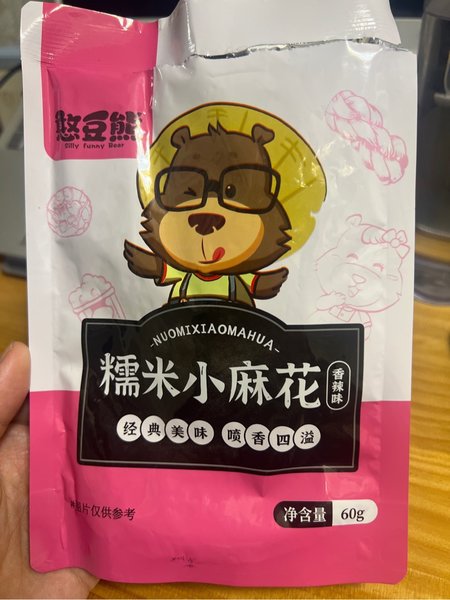 憨豆熊
Silly Funny Bear
-NUOMIXIAOMAHUA-
糯米小麻花
香辣味
经典美味 喷香四溢
图片仅供参考
净含量 60g